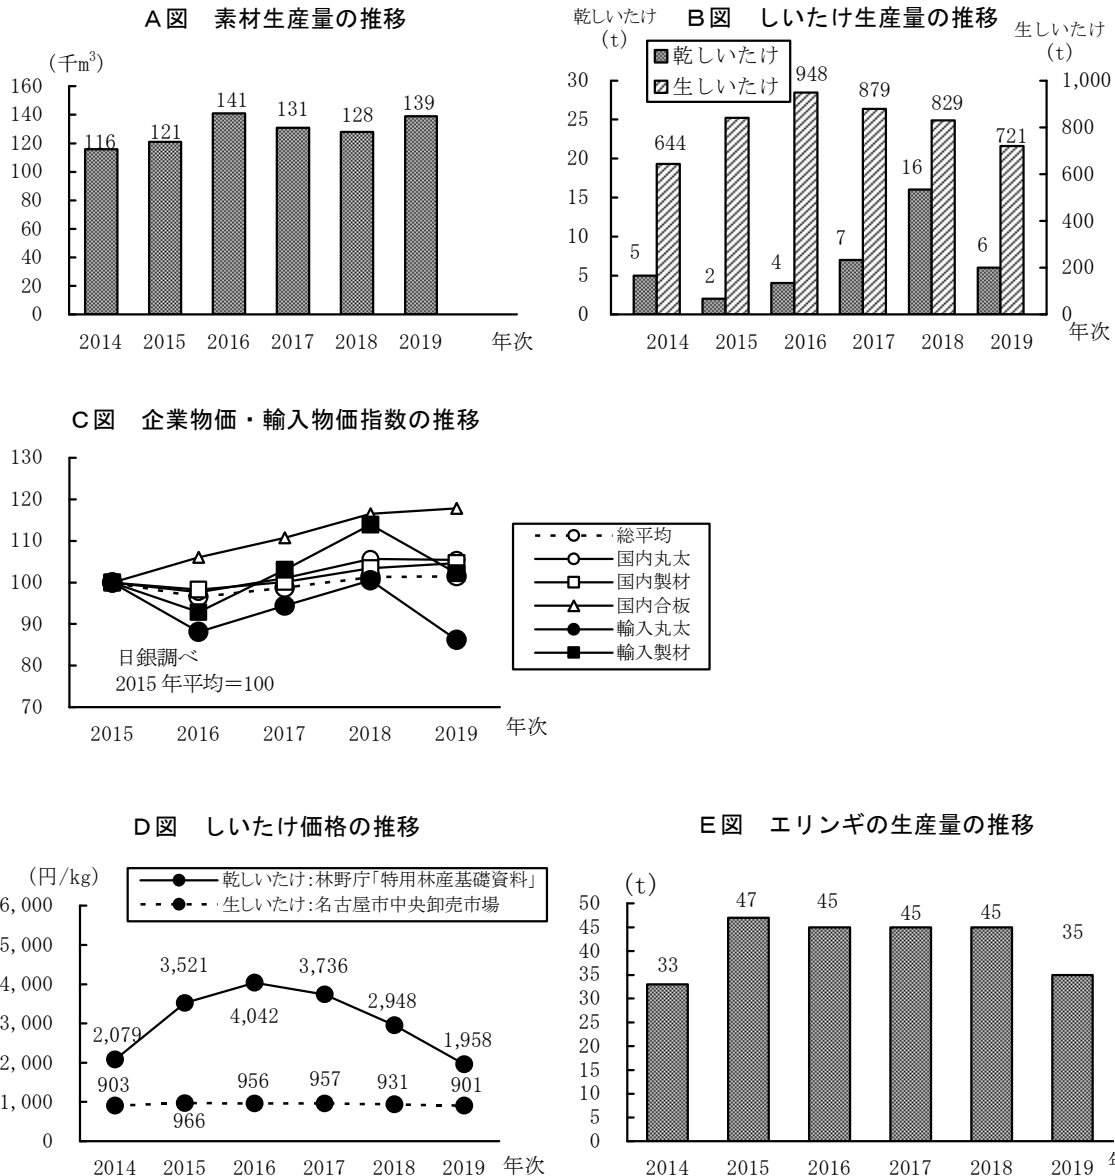 A図　素材生産量の推移
(千m³)
160
140
120
100
80
60
40
20
0
116
121
141
131
128
139
2014 2015 2016 2017 2018 2019 年次
B図　しいたけ生産量の推移
乾しいたけ
(t)
生しいたけ
(t)
乾しいたけ
生しいたけ
30
25
20
15
10
5
0
1,000
800
600
400
200
0
644
948
879
829
721
5
2
4
7
16
6
2014 2015 2016 2017 2018 2019 年次
C図　企業物価・輸入物価指数の推移
130
120
110
100
90
80
70
日銀調べ
2015 年平均＝100
2015 2016 2017 2018 2019 年次
総平均
国内丸太
国内製材
国内合板
輸入丸太
輸入製材
D図　しいたけ価格の推移
(円/kg)
乾しいたけ：林野庁「特用林産基礎資料」
生しいたけ：名古屋市中央卸売市場
6,000
5,000
4,000
3,000
2,000
1,000
0
2,079
3,521
4,042
3,736
2,948
1,958
903
966
956
957
931
901
2014 2015 2016 2017 2018 2019 年次
E図　エリンギの生産量の推移
(t)
50
45
40
35
30
25
20
15
10
5
0
33
47
45
45
45
35
2014 2015 2016 2017 2018 2019